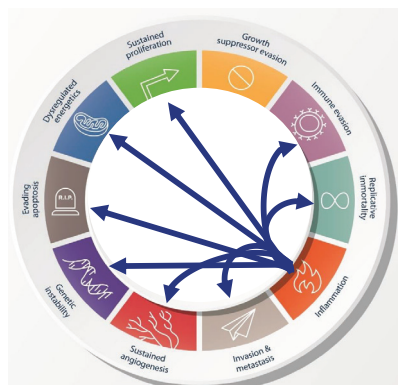 Sustained
proliferation
Growth
suppressor evasion
Immune evasion
Replicative
immortality
Inflammation
Invasion &
metastasis
Sustained
angiogenesis
Genetic
instability
Evading
apoptosis
R.I.P.
Dysregulated
energetics